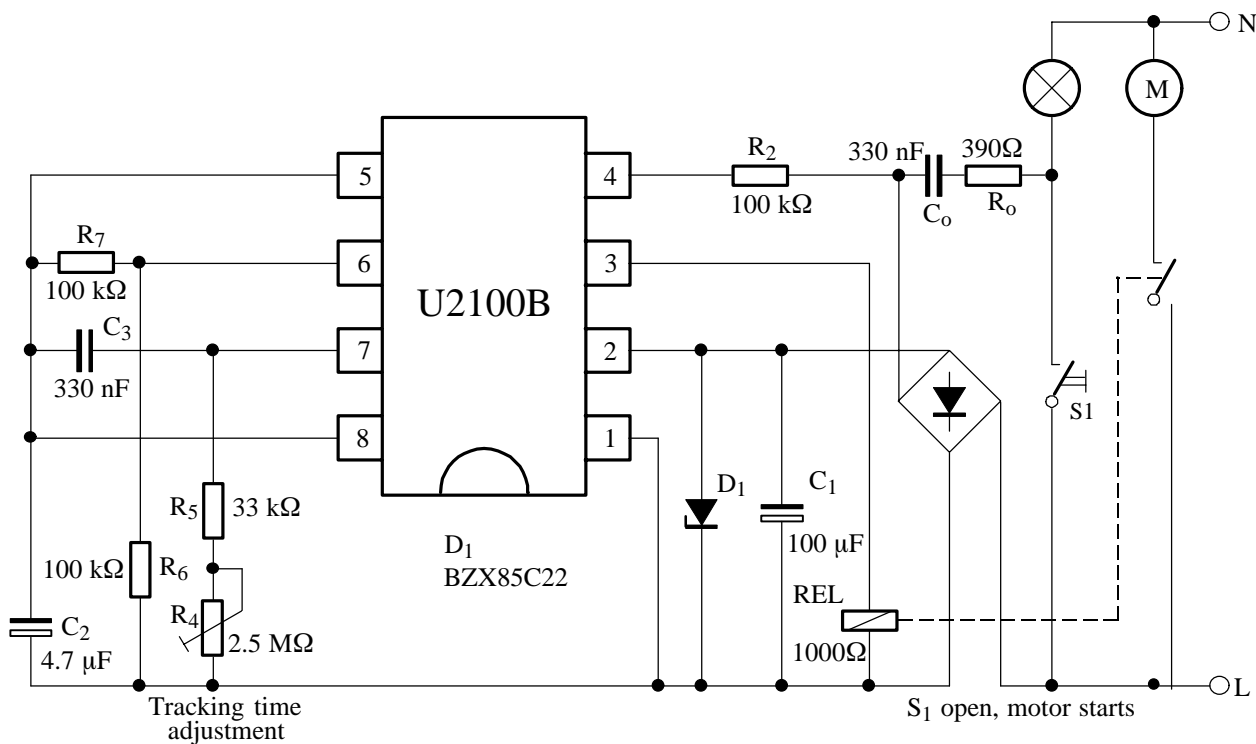 N
M
R2
100 kΩ
330 nF
Co
390Ω
Ro
5
4
R7
100 kΩ
6
3
U2100B
C3
330 nF
7
2
8
1
S1
R5
33 kΩ
D1
BZX85C22
D1
C1
100 µF
100 kΩ
R6
R4
2.5 MΩ
C2
4.7 µF
REL
1000Ω
L
Tracking time
adjustment
S1 open, motor starts